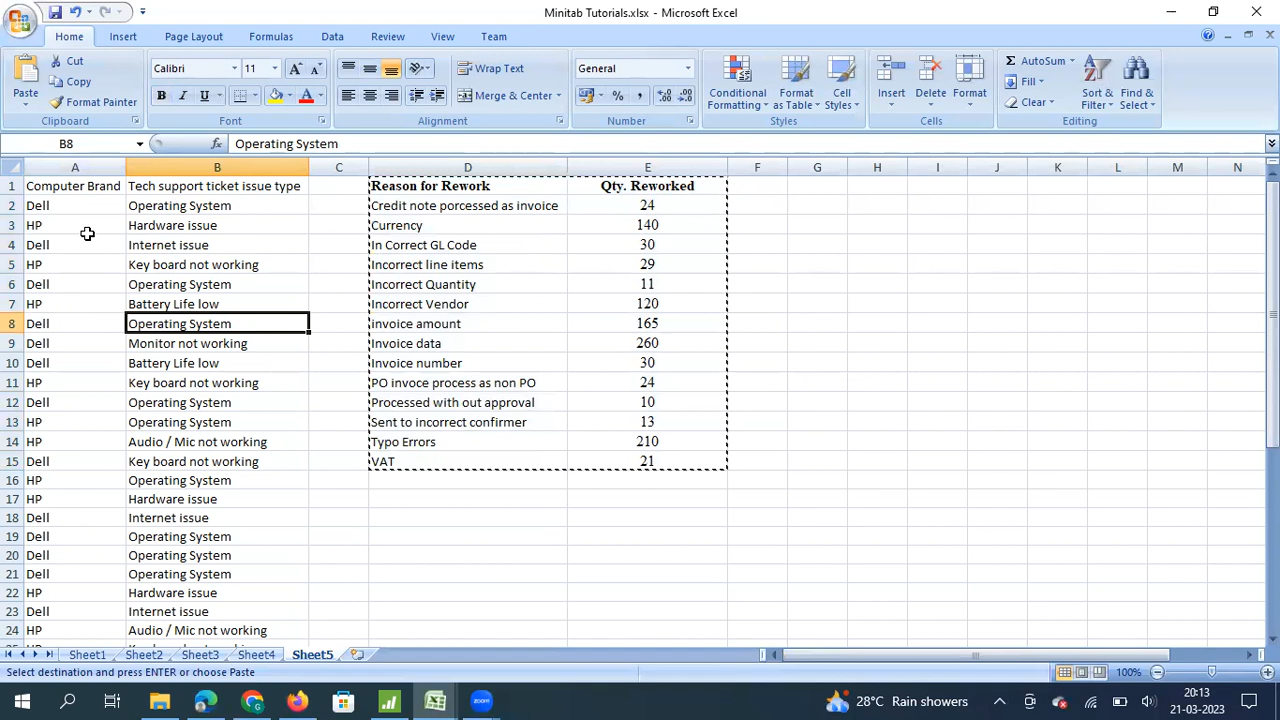 Minitab Tutorials.xlsx - Microsoft Excel
Home Insert Page Layout Formulas Data Review View Team
Paste Cut Copy Format Painter
Clipboard
Calibri 11
B I U A
Font
Wrap Text
Merge & Center
Alignment
General
% ,
Number
Conditional Formatting Format as Table Cell Styles
Styles
Insert Delete Format
Cells
Σ AutoSum Fill Clear Sort & Filter Find & Select
Editing
B8 fx Operating System
A B C D E F G H I J K L M N
1 Computer Brand Tech support ticket issue type Reason for Rework Qty. Reworked
2 Dell Operating System Credit note porcessed as invoice 24
3 HP Hardware issue Currency 140
4 Dell Internet issue In Correct GL Code 30
5 HP Key board not working Incorrect line items 29
6 Dell Operating System Incorrect Quantity 11
7 HP Battery Life low Incorrect Vendor 120
8 Dell Operating System invoice amount 165
9 Dell Monitor not working Invoice data 260
10 Dell Battery Life low Invoice number 30
11 HP Key board not working PO invoce process as non PO 24
12 Dell Operating System Processed with out approval 10
13 HP Operating System Sent to incorrect confirmer 13
14 HP Audio / Mic not working Typo Errors 210
15 Dell Key board not working VAT 21
16 HP Operating System
17 HP Hardware issue
18 Dell Internet issue
19 Dell Operating System
20 Dell Operating System
21 Dell Operating System
22 HP Hardware issue
23 Dell Internet issue
24 HP Audio / Mic not working
Sheet1 Sheet2 Sheet3 Sheet4 Sheet5
Select destination and press ENTER or choose Paste 100%
28°C Rain showers 20:13
21-03-2023